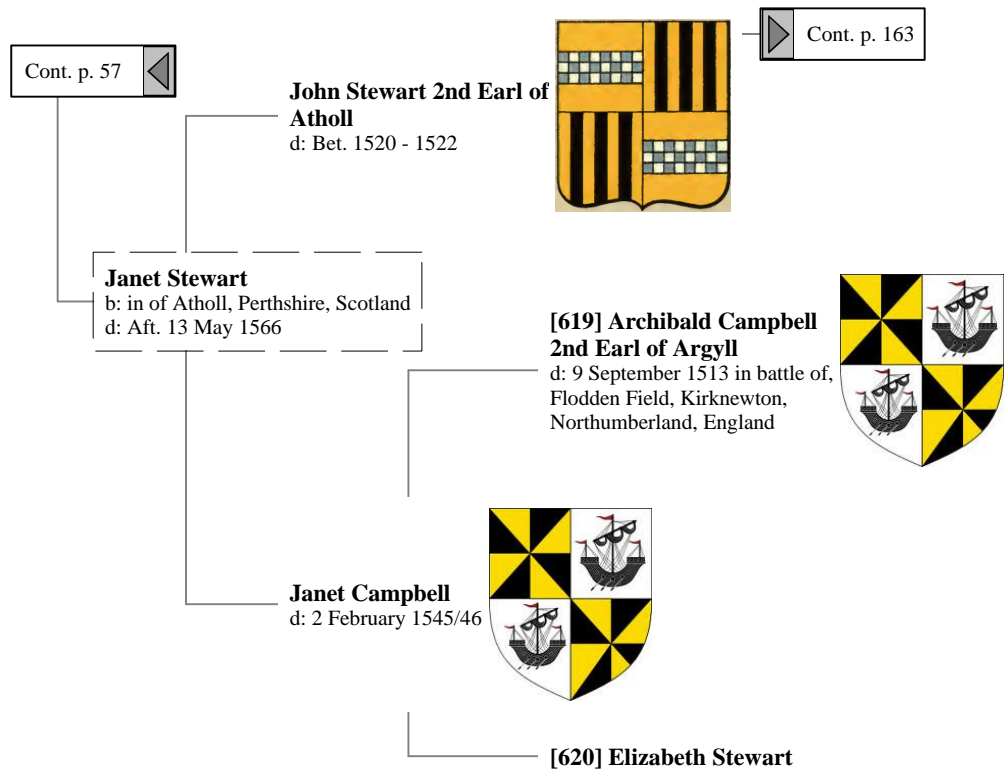 Cont. p. 163
Cont. p. 57
John Stewart 2nd Earl of
Atholl
d: Bet. 1520 - 1522
Janet Stewart
b: in of Atholl, Perthshire, Scotland
d: Aft. 13 May 1566
[619] Archibald Campbell
2nd Earl of Argyll
d: 9 September 1513 in battle of,
Flodden Field, Kirknewton,
Northumberland, England
Janet Campbell
d: 2 February 1545/46
[620] Elizabeth Stewart